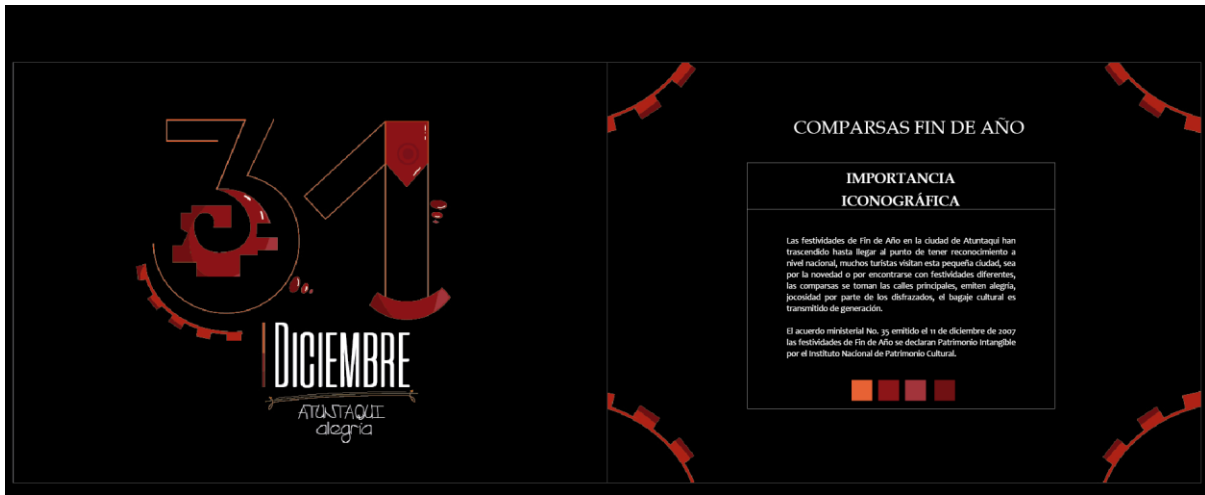 31
DICIEMBRE
ATUNTAQUI
alegría
COMPARSAS FIN DE AÑO
IMPORTANCIA
ICONOGRÁFICA
Las festividades de Fin de Año en la ciudad de Atuntaqui han
trascendido hasta llegar al punto de tener reconocimiento a
nivel nacional, muchos turistas visitan esta pequeña ciudad, sea
por la novedad o por encontrarse con festividades diferentes,
las comparsas se toman las calles principales, emiten alegría,
jocosidad por parte de los disfrazados, el bagaje cultural es
transmitido de generación.
El acuerdo ministerial No. 35 emitido el 11 de diciembre de 2007
las festividades de Fin de Año se declaran Patrimonio Intangible
por el Instituto Nacional de Patrimonio Cultural.